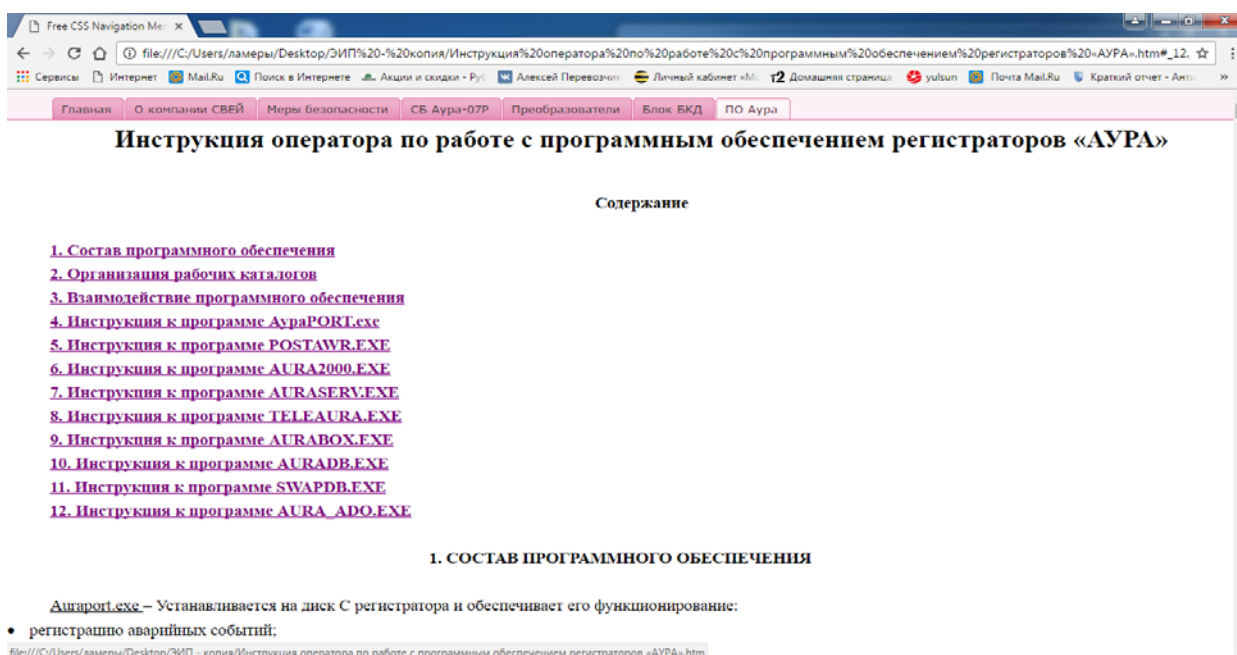 Free CSS Navigation Mer
file:///C:/Users/ламеры/Desktop/ЭИП%20-%20копия/Инструкция%20оператора%20по%20работе%20с%20программным%20обеспечением%20регистраторов%20«АУРА».htm#_12.
Сервисы Интернет Mail.Ru Поиск в Интернете Акции и скидки - Алексей Перевозчик Личный кабинет Домашняя страница yulsun Почта Mail.Ru Краткий отчет - Анти »
Главная О компании СВЕЙ Меры безопасности СБ Аура-07Р Преобразователи Блок БКД ПО Аура
Инструкция оператора по работе с программным обеспечением регистраторов «АУРА»
Содержание
1. Состав программного обеспечения
2. Организация рабочих каталогов
3. Взаимодействие программного обеспечения
4. Инструкция к программе АураPORT.exe
5. Инструкция к программе POSTAWR.EXE
6. Инструкция к программе AURA2000.EXE
7. Инструкция к программе AURASERV.EXE
8. Инструкция к программе TELEAURA.EXE
9. Инструкция к программе AURABOX.EXE
10. Инструкция к программе AURADB.EXE
11. Инструкция к программе SWAPDB.EXE
12. Инструкция к программе AURA_ADO.EXE
1. СОСТАВ ПРОГРАММНОГО ОБЕСПЕЧЕНИЯ
Auraport.exe – Устанавливается на диск С регистратора и обеспечивает его функционирование:
• регистрацию аварийных событий;
file:///C:/Users/ламеры/Desktop/ЭИП - копия/Инструкция оператора по работе с программным обеспечением регистраторов «АУРА».htm